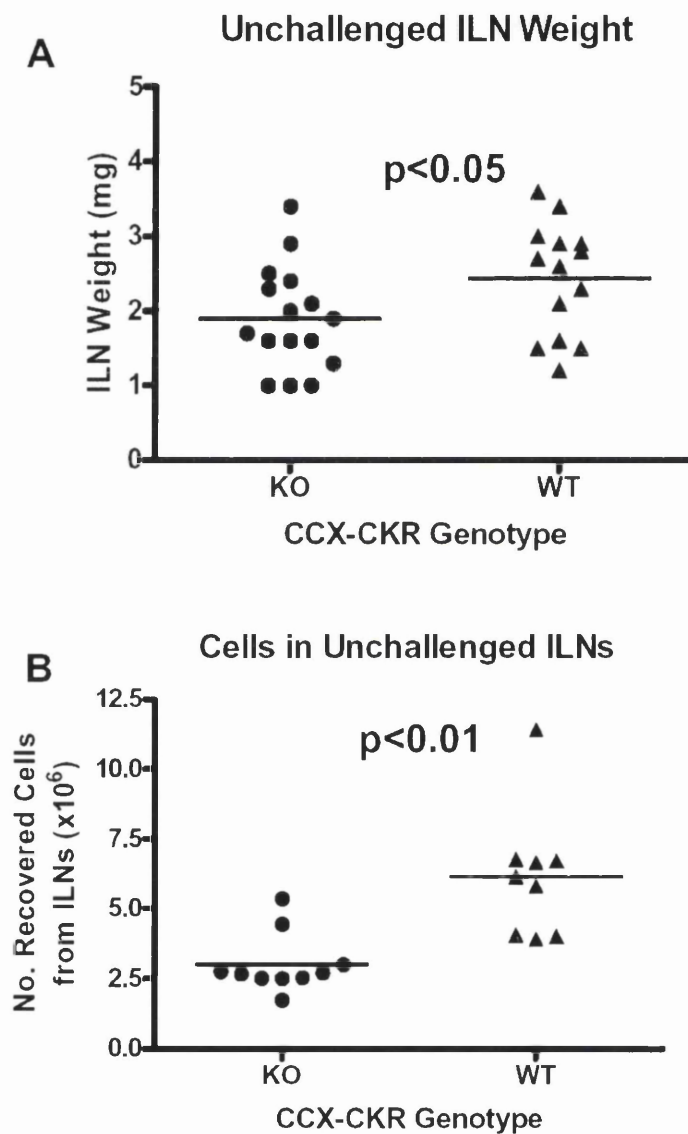 A
Unchallenged ILN Weight
ILN Weight (mg)
5
4
3
2
1
0
p<0.05
KO WT
CCX-CKR Genotype
B
Cells in Unchallenged ILNs
No. Recovered Cells
from ILNs (x10⁶)
12.5
10.0
7.5
5.0
2.5
0.0
p<0.01
KO WT
CCX-CKR Genotype